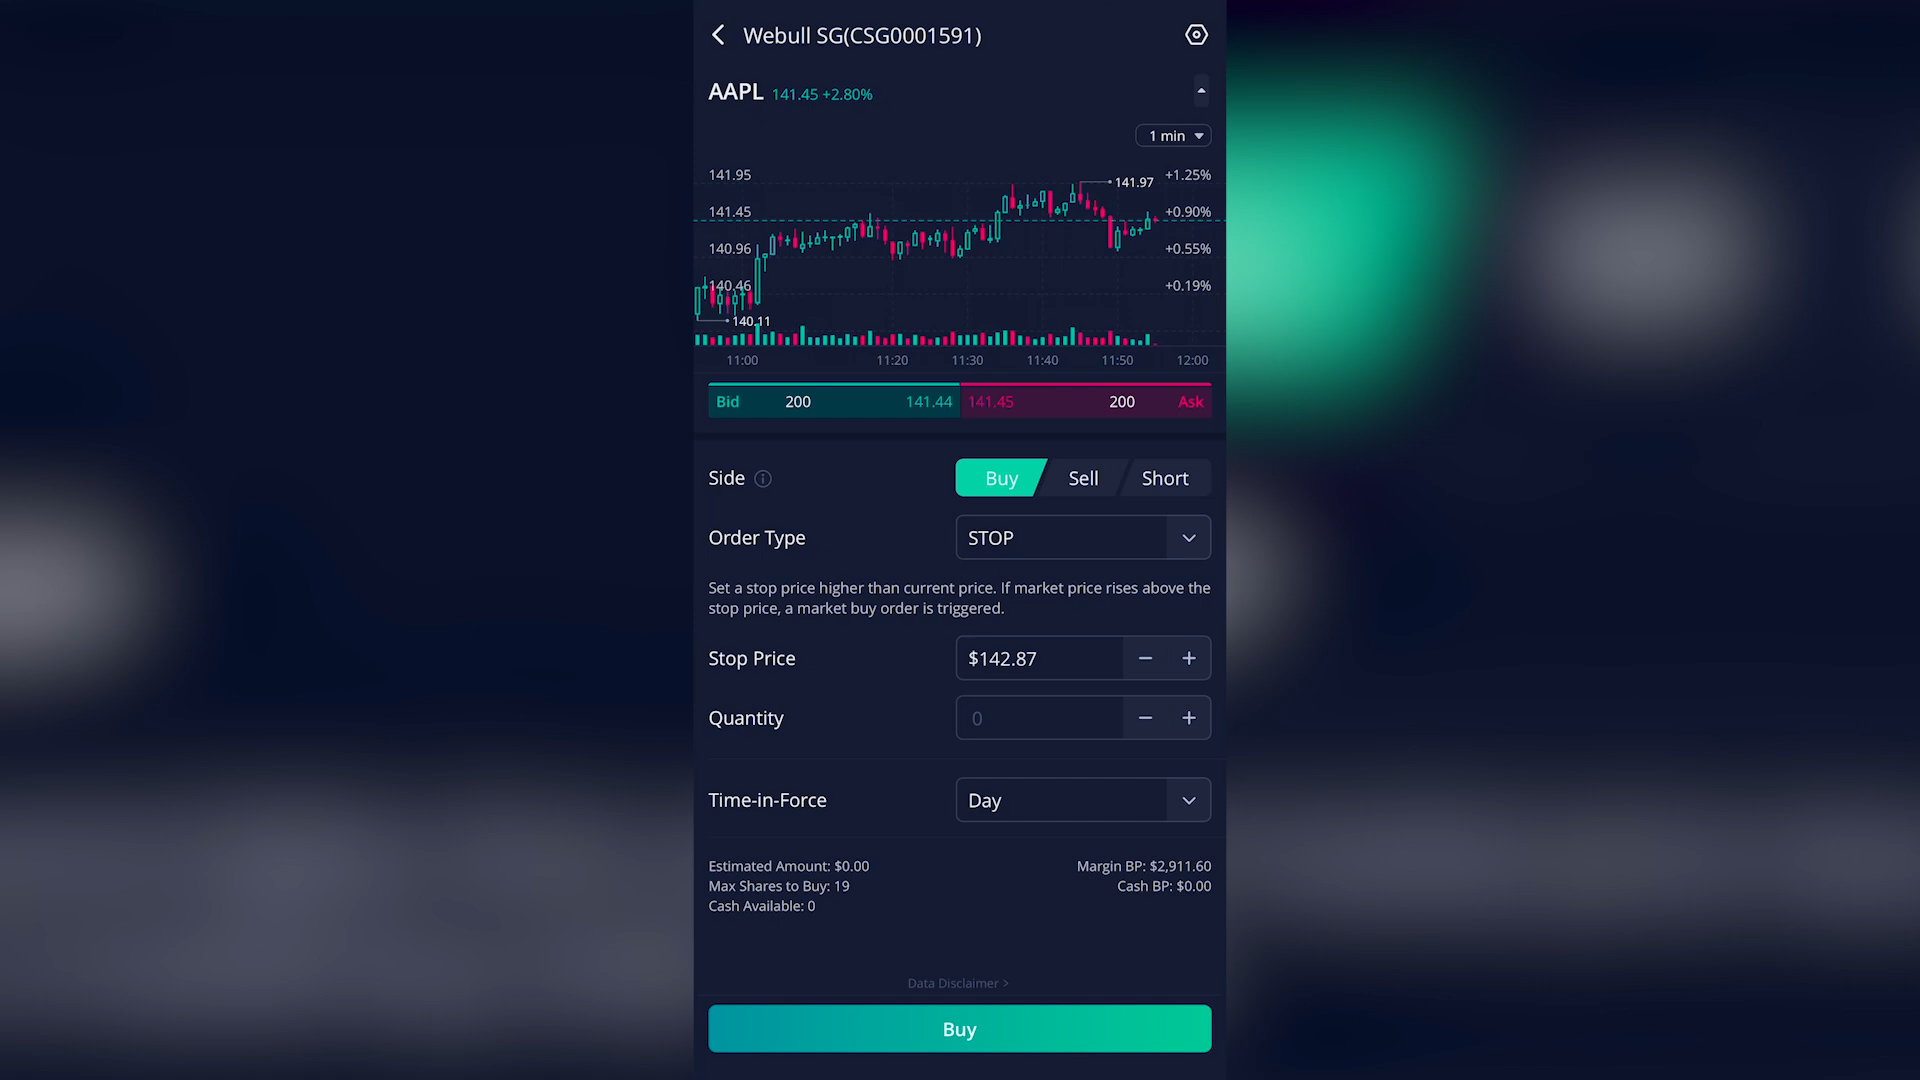 Webull SG(CSG0001591)
AAPL 141.45 +2.80%
1 min
141.95 141.97 +1.25%
141.45 +0.90%
140.96 +0.55%
140.46 +0.19%
140.11
11:00 11:20 11:30 11:40 11:50 12:00
Bid 200 141.44 141.45 200 Ask
Side Buy Sell Short
Order Type STOP
Set a stop price higher than current price. If market price rises above the
stop price, a market buy order is triggered.
Stop Price $142.87 − +
Quantity 0 − +
Time-in-Force Day
Estimated Amount: $0.00 Margin BP: $2,911.60
Max Shares to Buy: 19 Cash BP: $0.00
Cash Available: 0
Data Disclaimer >
Buy